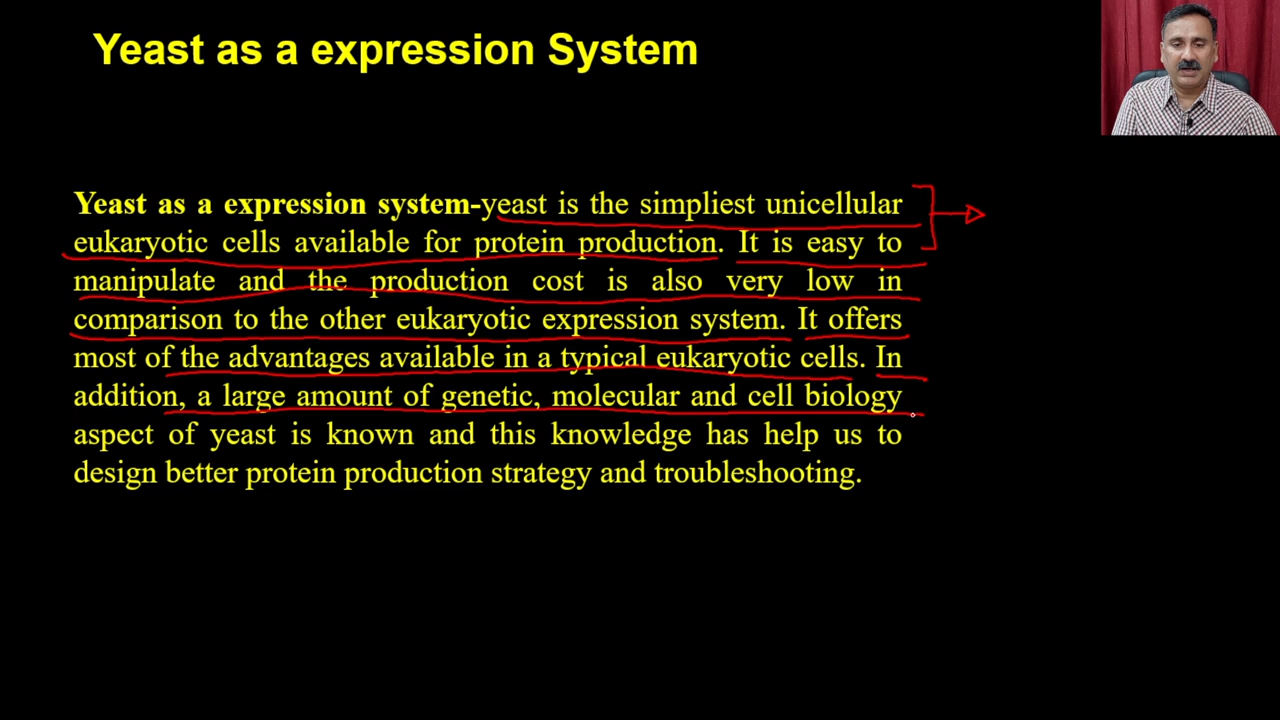 Yeast as a expression System
Yeast as a expression system-yeast is the simpliest unicellular
eukaryotic cells available for protein production. It is easy to
manipulate and the production cost is also very low in
comparison to the other eukaryotic expression system. It offers
most of the advantages available in a typical eukaryotic cells. In
addition, a large amount of genetic, molecular and cell biology
aspect of yeast is known and this knowledge has help us to
design better protein production strategy and troubleshooting.